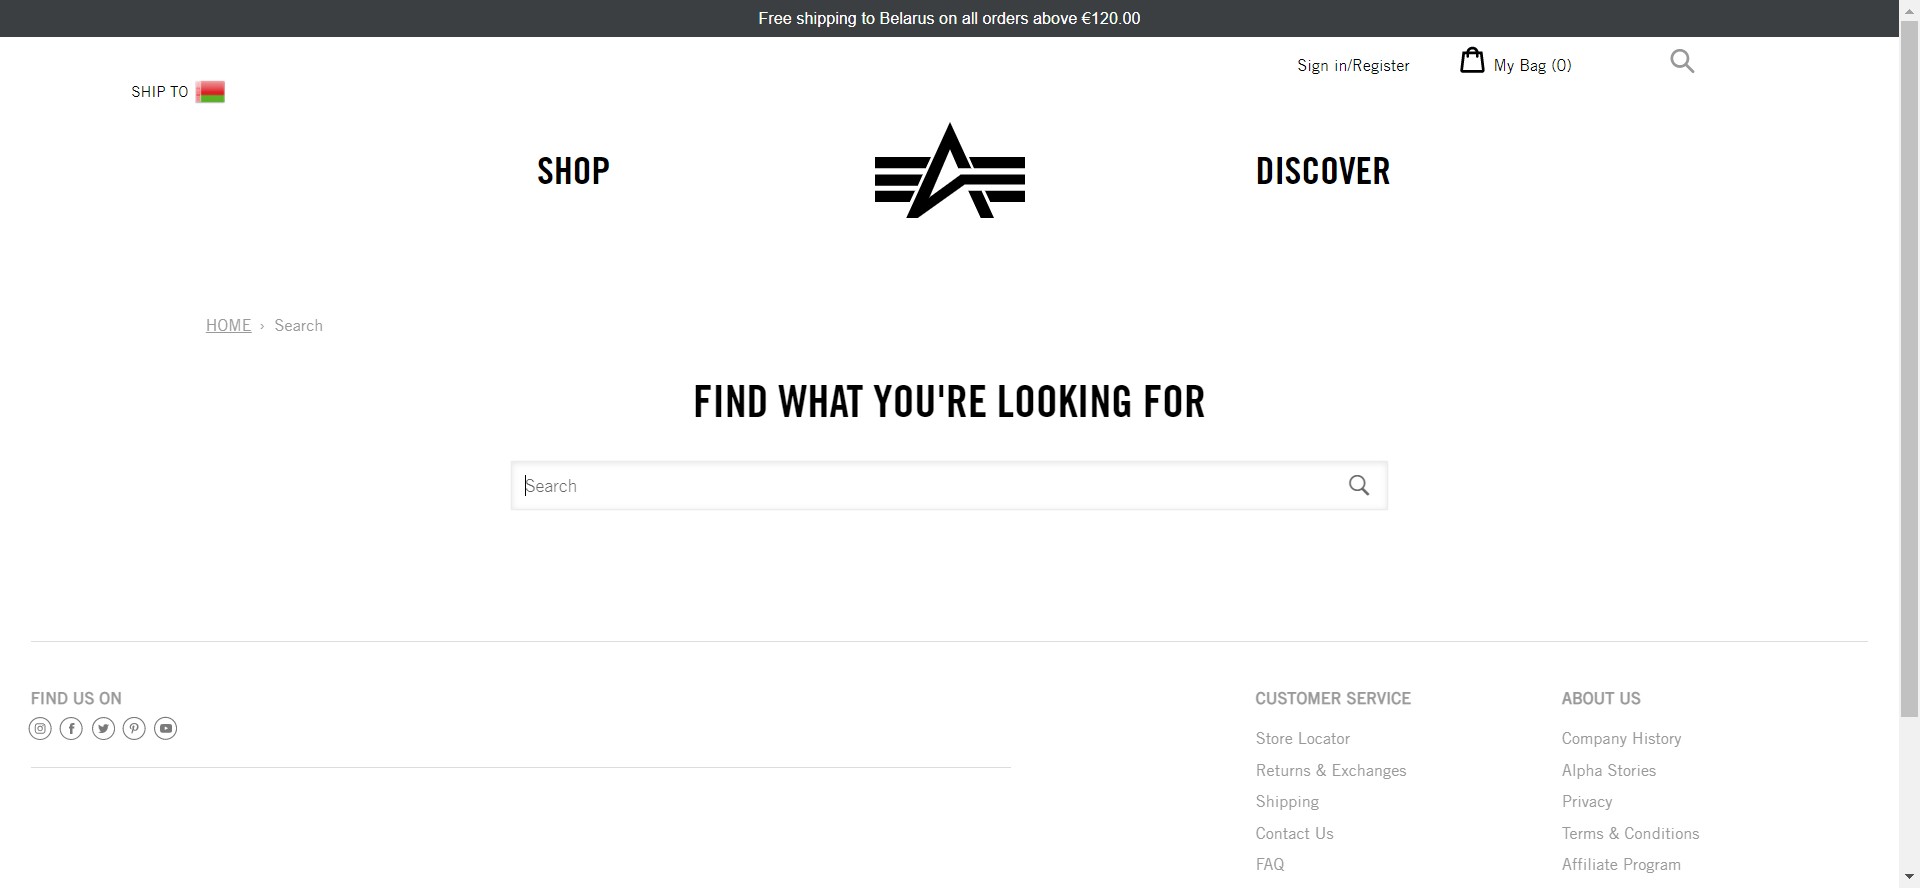 Free shipping to Belarus on all orders above €120.00
Sign in/Register
My Bag (0)
SHIP TO
SHOP
DISCOVER
HOME › Search
FIND WHAT YOU'RE LOOKING FOR
Search
FIND US ON
CUSTOMER SERVICE
Store Locator
Returns & Exchanges
Shipping
Contact Us
FAQ
ABOUT US
Company History
Alpha Stories
Privacy
Terms & Conditions
Affiliate Program